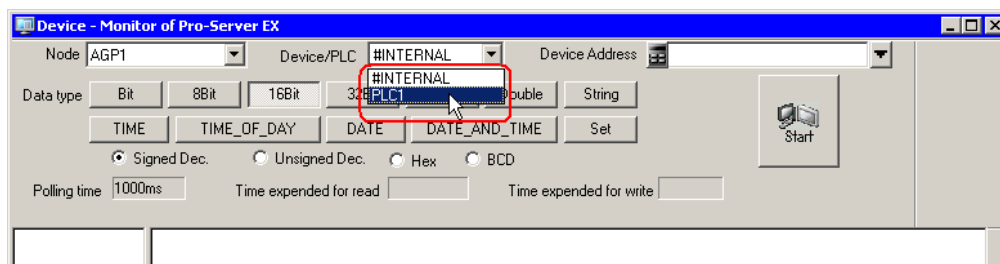 Device - Monitor of Pro-Server EX
Node AGP1 Device/PLC #INTERNAL Device Address
#INTERNAL
PLC1
Data type Bit 8Bit 16Bit String
TIME TIME_OF_DAY DATE DATE_AND_TIME Set
Start
Signed Dec. Unsigned Dec. Hex BCD
Polling time 1000ms Time expended for read Time expended for write